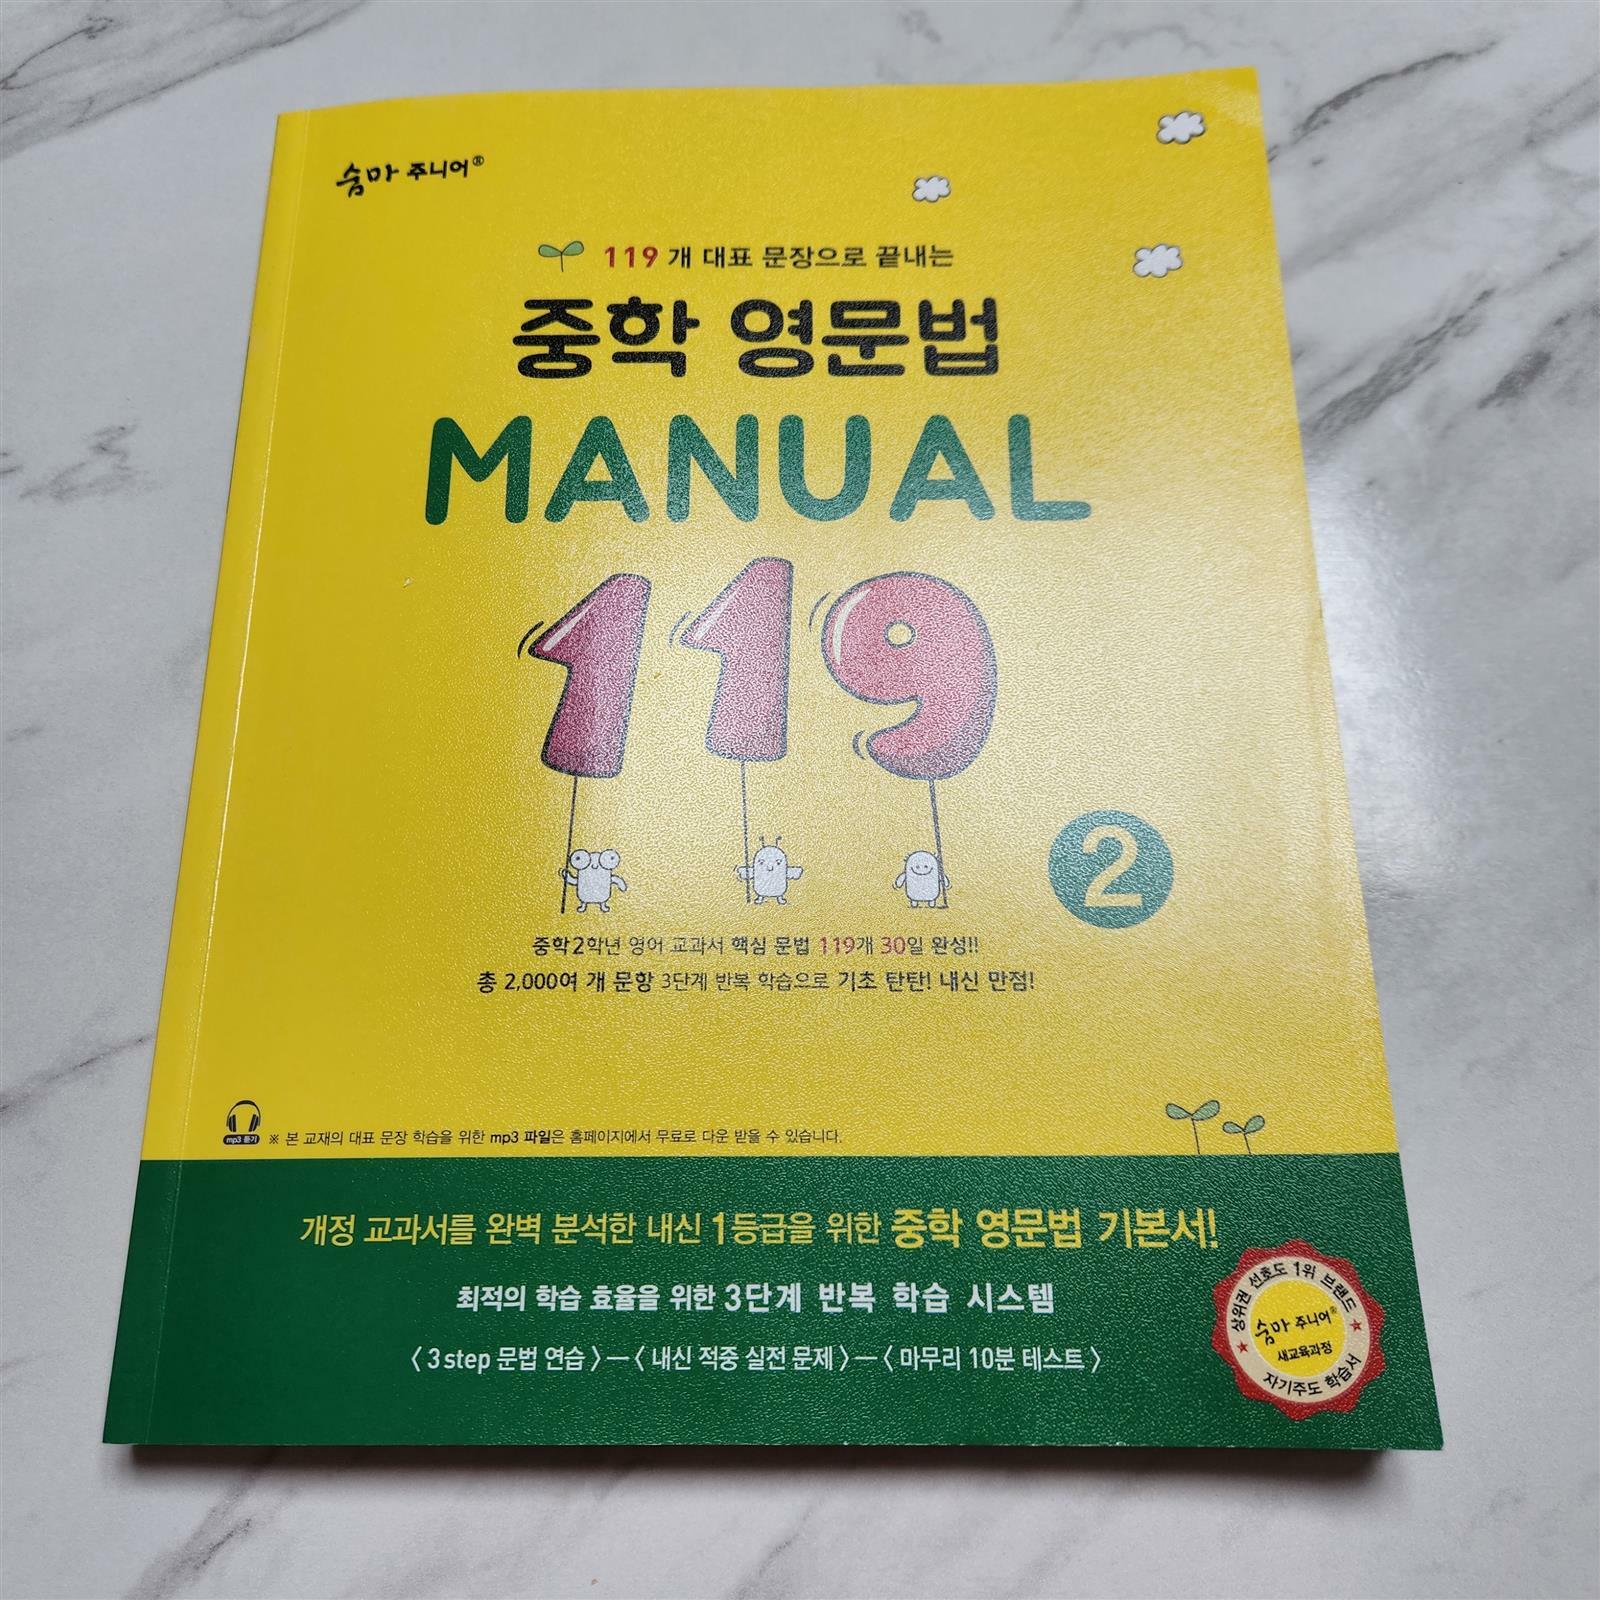 숨마 주니어®
119개 대표 문장으로 끝내는
중학 영문법
MANUAL
119
2
중학2학년 영어 교과서 핵심 문법 119개 30일 완성!!
총 2,000여 개 문항 3단계 반복 학습으로 기초 탄탄! 내신 만점!
mp3 듣기
※ 본 교재의 대표 문장 학습을 위한 mp3 파일은 홈페이지에서 무료로 다운 받을 수 있습니다.
개정 교과서를 완벽 분석한 내신 1등급을 위한 중학 영문법 기본서!
최적의 학습 효율을 위한 3단계 반복 학습 시스템
〈 3step 문법 연습 〉—〈 내신 적중 실전 문제 〉—〈 마무리 10분 테스트 〉
상위권 선호도 1위 브랜드
숨마 주니어®
새교육과정
자기주도 학습서